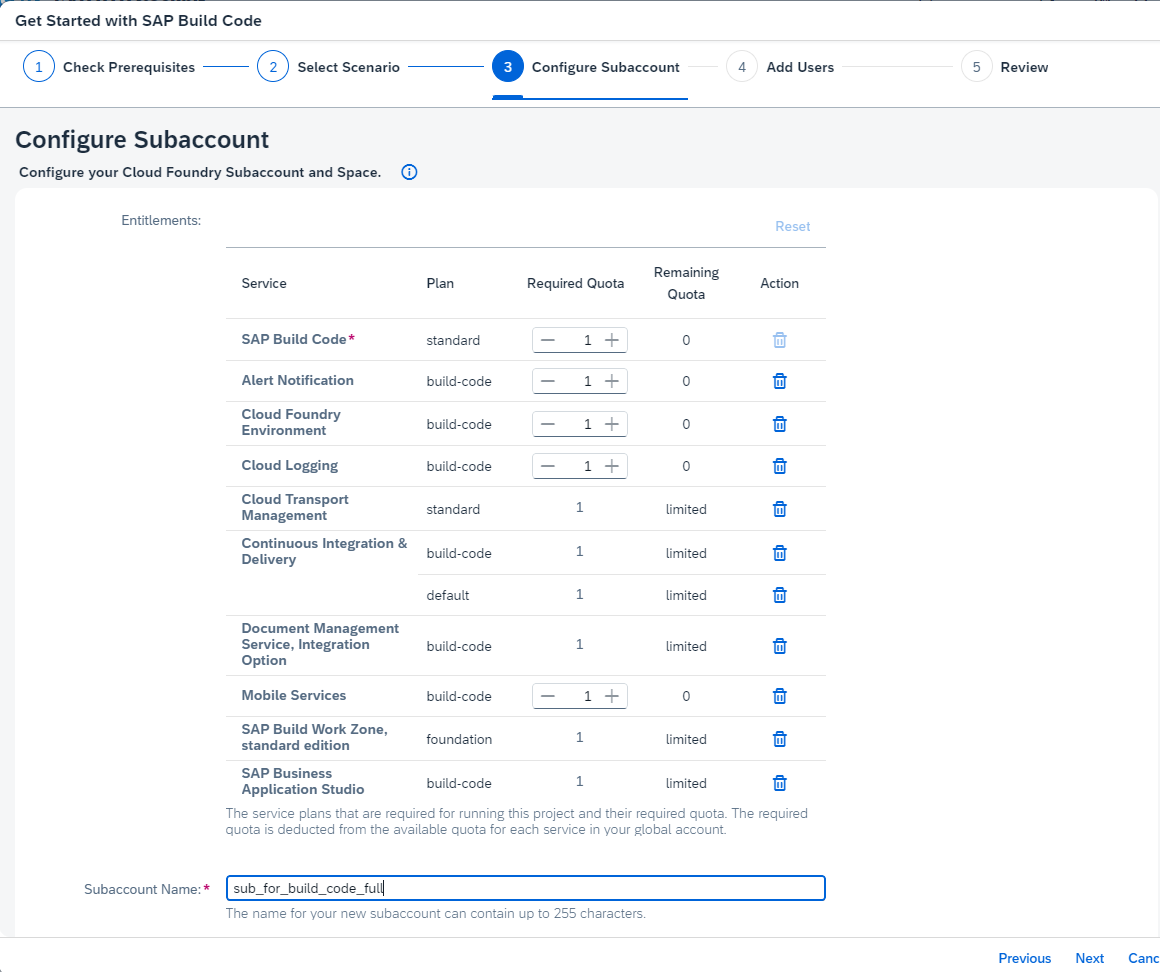 Get Started with SAP Build Code
1 Check Prerequisites 2 Select Scenario 3 Configure Subaccount 4 Add Users 5 Review
Configure Subaccount
Configure your Cloud Foundry Subaccount and Space.
Entitlements:
Reset
Service Plan Required Quota Remaining Quota Action
SAP Build Code* standard 1 0
Alert Notification build-code 1 0
Cloud Foundry
Environment build-code 1 0
Cloud Logging build-code 1 0
Cloud Transport
Management standard 1 limited
Continuous Integration &
Delivery build-code 1 limited
default 1 limited
Document Management
Service, Integration
Option build-code 1 limited
Mobile Services build-code 1 0
SAP Build Work Zone,
standard edition foundation 1 limited
SAP Business
Application Studio build-code 1 limited
The service plans that are required for running this project and their required quota. The required
quota is deducted from the available quota for each service in your global account.
Subaccount Name:* sub_for_build_code_full
The name for your new subaccount can contain up to 255 characters.
Previous Next Canc